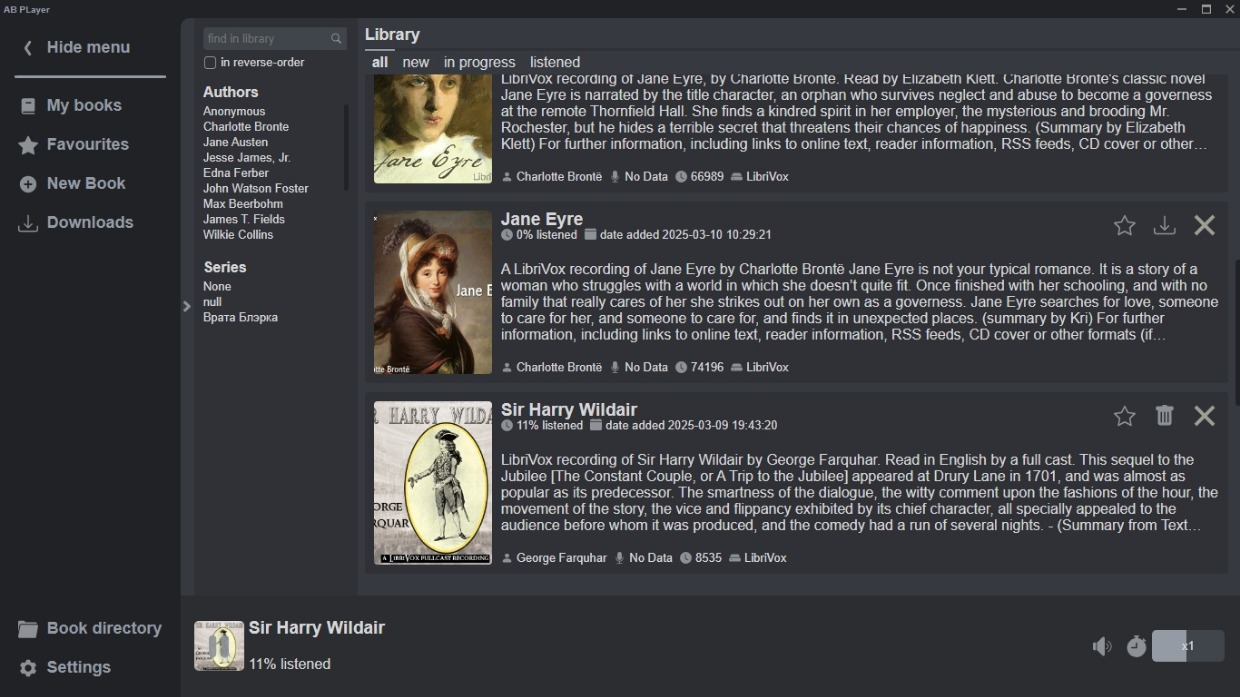 AB PLayer
Hide menu
My books
Favourites
New Book
Downloads
Book directory
Settings
find in library
in reverse-order
Authors
Anonymous
Charlotte Bronte
Jane Austen
Jesse James, Jr.
Edna Ferber
John Watson Foster
Max Beerbohm
James T. Fields
Wilkie Collins
Series
None
null
Врата Блэрка
Library
all new in progress listened
LibriVox recording of Jane Eyre, by Charlotte Bronte. Read by Elizabeth Klett. Charlotte Bronte's classic novel
Jane Eyre is narrated by the title character, an orphan who survives neglect and abuse to become a governess
at the remote Thornfield Hall. She finds a kindred spirit in her employer, the mysterious and brooding Mr.
Rochester, but he hides a terrible secret that threatens their chances of happiness. (Summary by Elizabeth
Klett) For further information, including links to online text, reader information, RSS feeds, CD cover or other...
Jane Eyre
Libri
Charlotte Brontë No Data 66989 LibriVox
Jane Eyre
0% listened date added 2025-03-10 10:29:21
A LibriVox recording of Jane Eyre by Charlotte Brontë Jane Eyre is not your typical romance. It is a story of a
woman who struggles with a world in which she doesn't quite fit. Once finished with her schooling, and with no
family that really cares of her she strikes out on her own as a governess. Jane Eyre searches for love, someone
to care for her, and someone to care for, and finds it in unexpected places. (summary by Kri) For further
information, including links to online text, reader information, RSS feeds, CD cover or other formats (if...
Jane E
tte Brontë
Charlotte Brontë No Data 74196 LibriVox
Sir Harry Wildair
11% listened date added 2025-03-09 19:43:20
LibriVox recording of Sir Harry Wildair by George Farquhar. Read in English by a full cast. This sequel to the
Jubilee [The Constant Couple, or A Trip to the Jubilee] appeared at Drury Lane in 1701, and was almost as
popular as its predecessor. The smartness of the dialogue, the witty comment upon the fashions of the hour, the
movement of the story, the vice and flippancy exhibited by its chief character, all specially appealed to the
audience before whom it was produced, and the comedy had a run of several nights. - (Summary from Text...
R HARRY WILDA
ORGE
RQUAR
A LIBRIVOX FULLCAST RECORDING
George Farquhar No Data 8535 LibriVox
Sir Harry Wildair
11% listened
x1